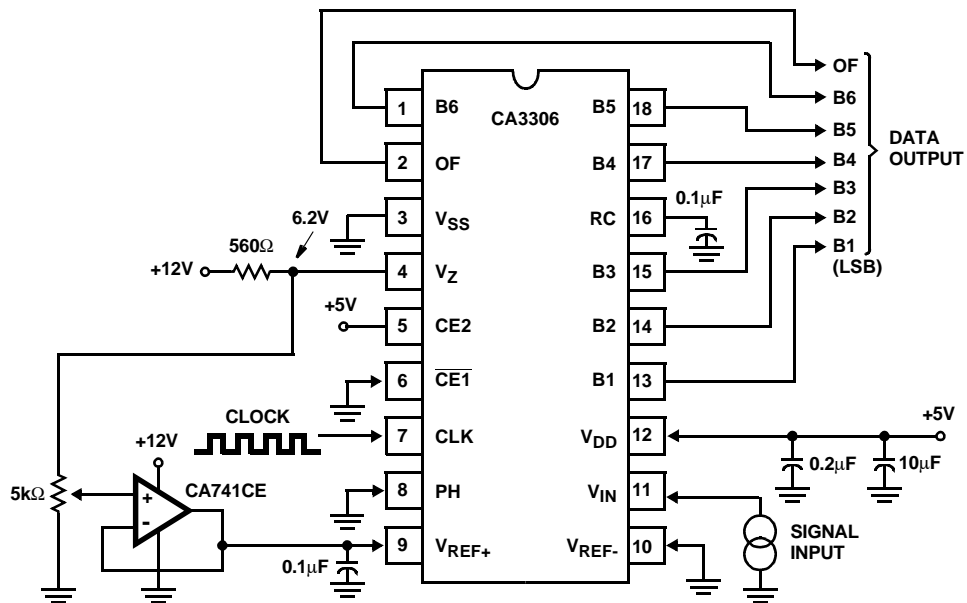 CA3306
1 B6
2 OF
3 VSS
4 VZ
5 CE2
6 CE1
7 CLK
8 PH
9 VREF+
B5 18
B4 17
RC 16
B3 15
B2 14
B1 13
VDD 12
VIN 11
VREF- 10
OF
B6
B5
B4
B3
B2
B1
(LSB)
DATA
OUTPUT
0.1µF
6.2V
560Ω
+12V
+5V
CLOCK
+12V
CA741CE
5kΩ
+
-
0.1µF
+5V
0.2µF
10µF
SIGNAL
INPUT